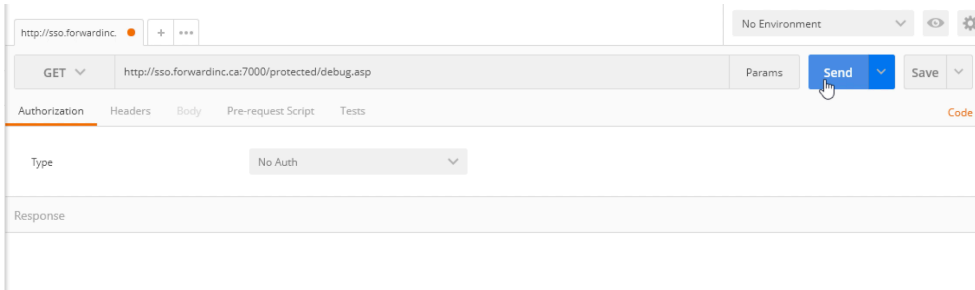 http://sso.forwardinc. + ••• No Environment
GET http://sso.forwardinc.ca:7000/protected/debug.asp Params Send Save
Authorization Headers Body Pre-request Script Tests Code
Type No Auth
Response